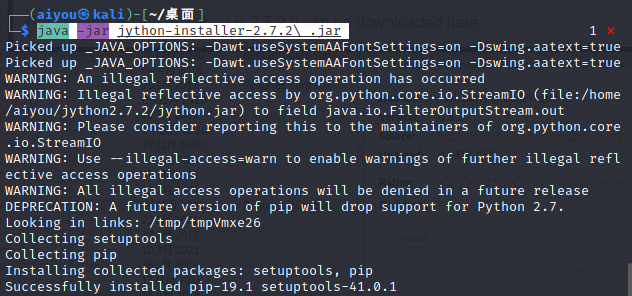 (aiyou㉿kali)-[~/桌面]
$ java -jar jython-installer-2.7.2\ .jar 1 ⨯
Picked up _JAVA_OPTIONS: -Dawt.useSystemAAFontSettings=on -Dswing.aatext=true
Picked up _JAVA_OPTIONS: -Dawt.useSystemAAFontSettings=on -Dswing.aatext=true
WARNING: An illegal reflective access operation has occurred
WARNING: Illegal reflective access by org.python.core.io.StreamIO (file:/home
/aiyou/jython2.7.2/jython.jar) to field java.io.FilterOutputStream.out
WARNING: Please consider reporting this to the maintainers of org.python.core
.io.StreamIO
WARNING: Use --illegal-access=warn to enable warnings of further illegal refl
ective access operations
WARNING: All illegal access operations will be denied in a future release
DEPRECATION: A future version of pip will drop support for Python 2.7.
Looking in links: /tmp/tmpVmxe26
Collecting setuptools
Collecting pip
Installing collected packages: setuptools, pip
Successfully installed pip-19.1 setuptools-41.0.1